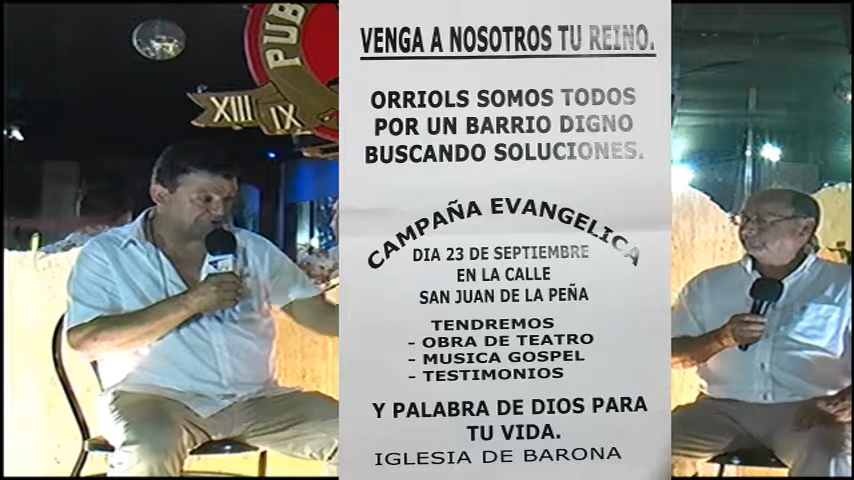 PUB
XIII IX
VENGA A NOSOTROS TU REINO.
ORRIOLS SOMOS TODOS
POR UN BARRIO DIGNO
BUSCANDO SOLUCIONES.
CAMPAÑA EVANGELICA
DIA 23 DE SEPTIEMBRE
EN LA CALLE
SAN JUAN DE LA PEÑA
TENDREMOS
- OBRA DE TEATRO
- MUSICA GOSPEL
- TESTIMONIOS
Y PALABRA DE DIOS PARA
TU VIDA.
IGLESIA DE BARONA